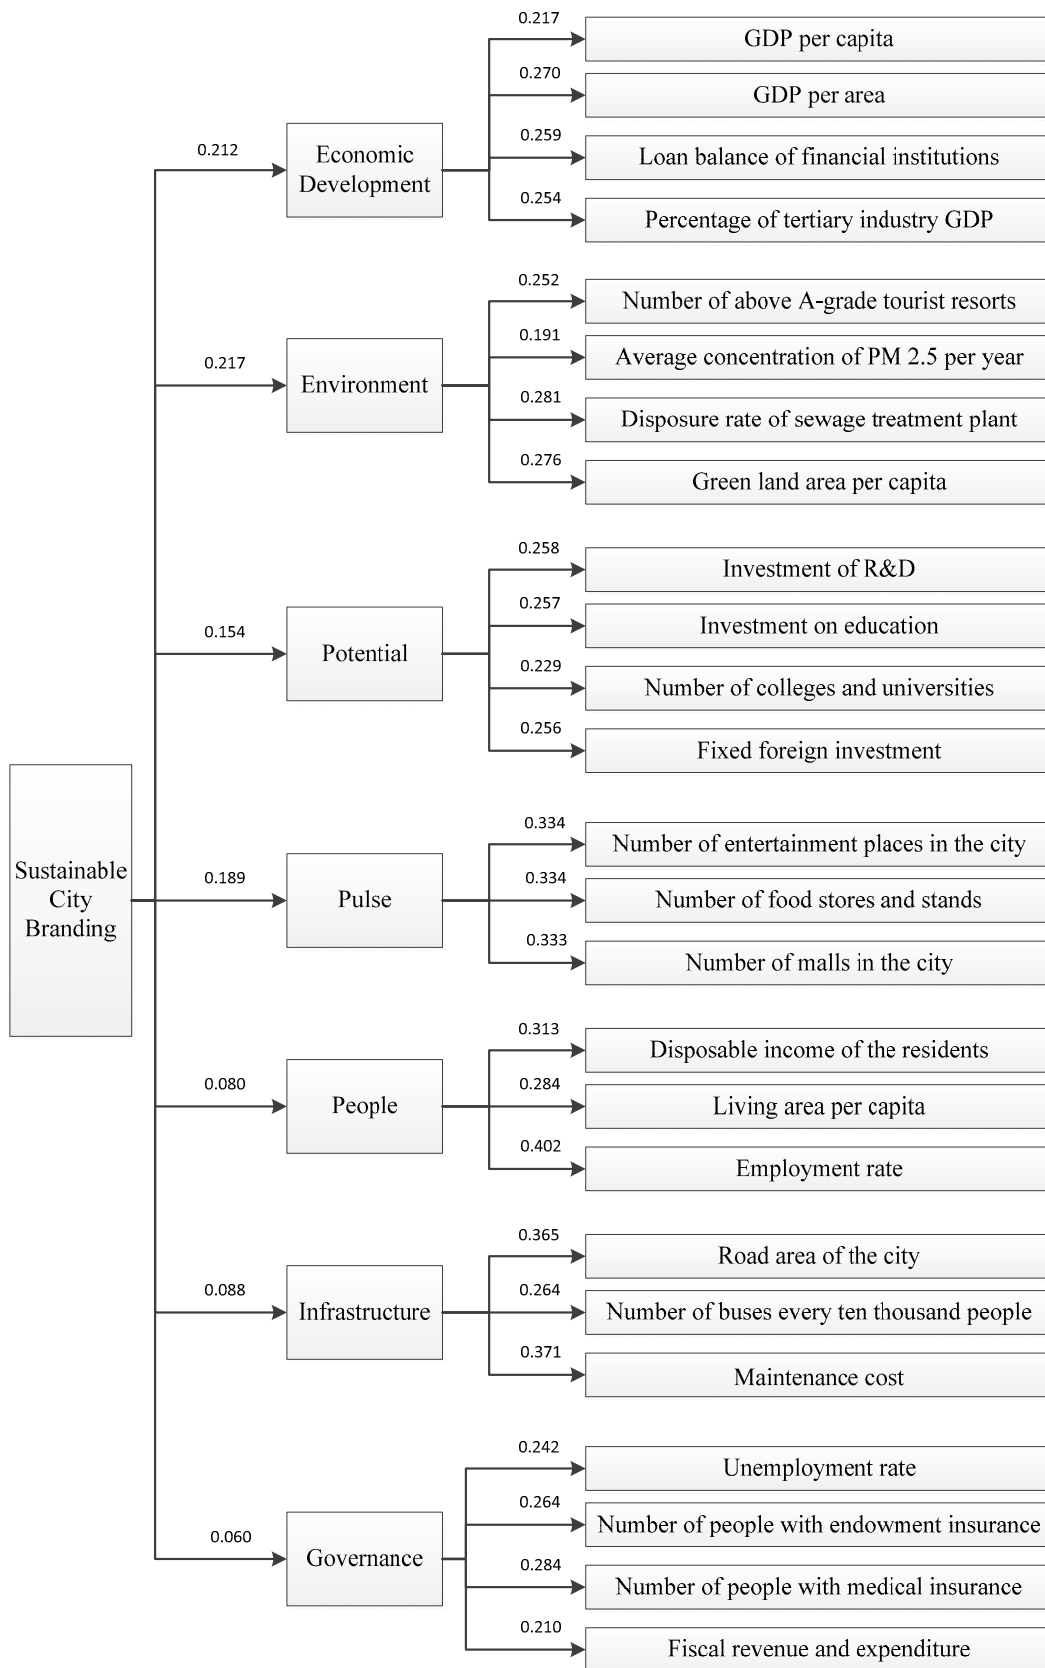 0.217
GDP per capita
0.270
GDP per area
0.212
Economic
Development
0.259
Loan balance of financial institutions
0.254
Percentage of tertiary industry GDP
0.252
Number of above A-grade tourist resorts
0.191
Average concentration of PM 2.5 per year
0.217
Environment
0.281
Disposure rate of sewage treatment plant
0.276
Green land area per capita
0.258
Investment of R&D
0.257
Investment on education
0.154
Potential
0.229
Number of colleges and universities
0.256
Fixed foreign investment
Sustainable
City
Branding
0.334
Number of entertainment places in the city
0.189
Pulse
0.334
Number of food stores and stands
0.333
Number of malls in the city
0.313
Disposable income of the residents
0.080
People
0.284
Living area per capita
0.402
Employment rate
0.365
Road area of the city
0.088
Infrastructure
0.264
Number of buses every ten thousand people
0.371
Maintenance cost
0.242
Unemployment rate
0.264
Number of people with endowment insurance
0.060
Governance
0.284
Number of people with medical insurance
0.210
Fiscal revenue and expenditure